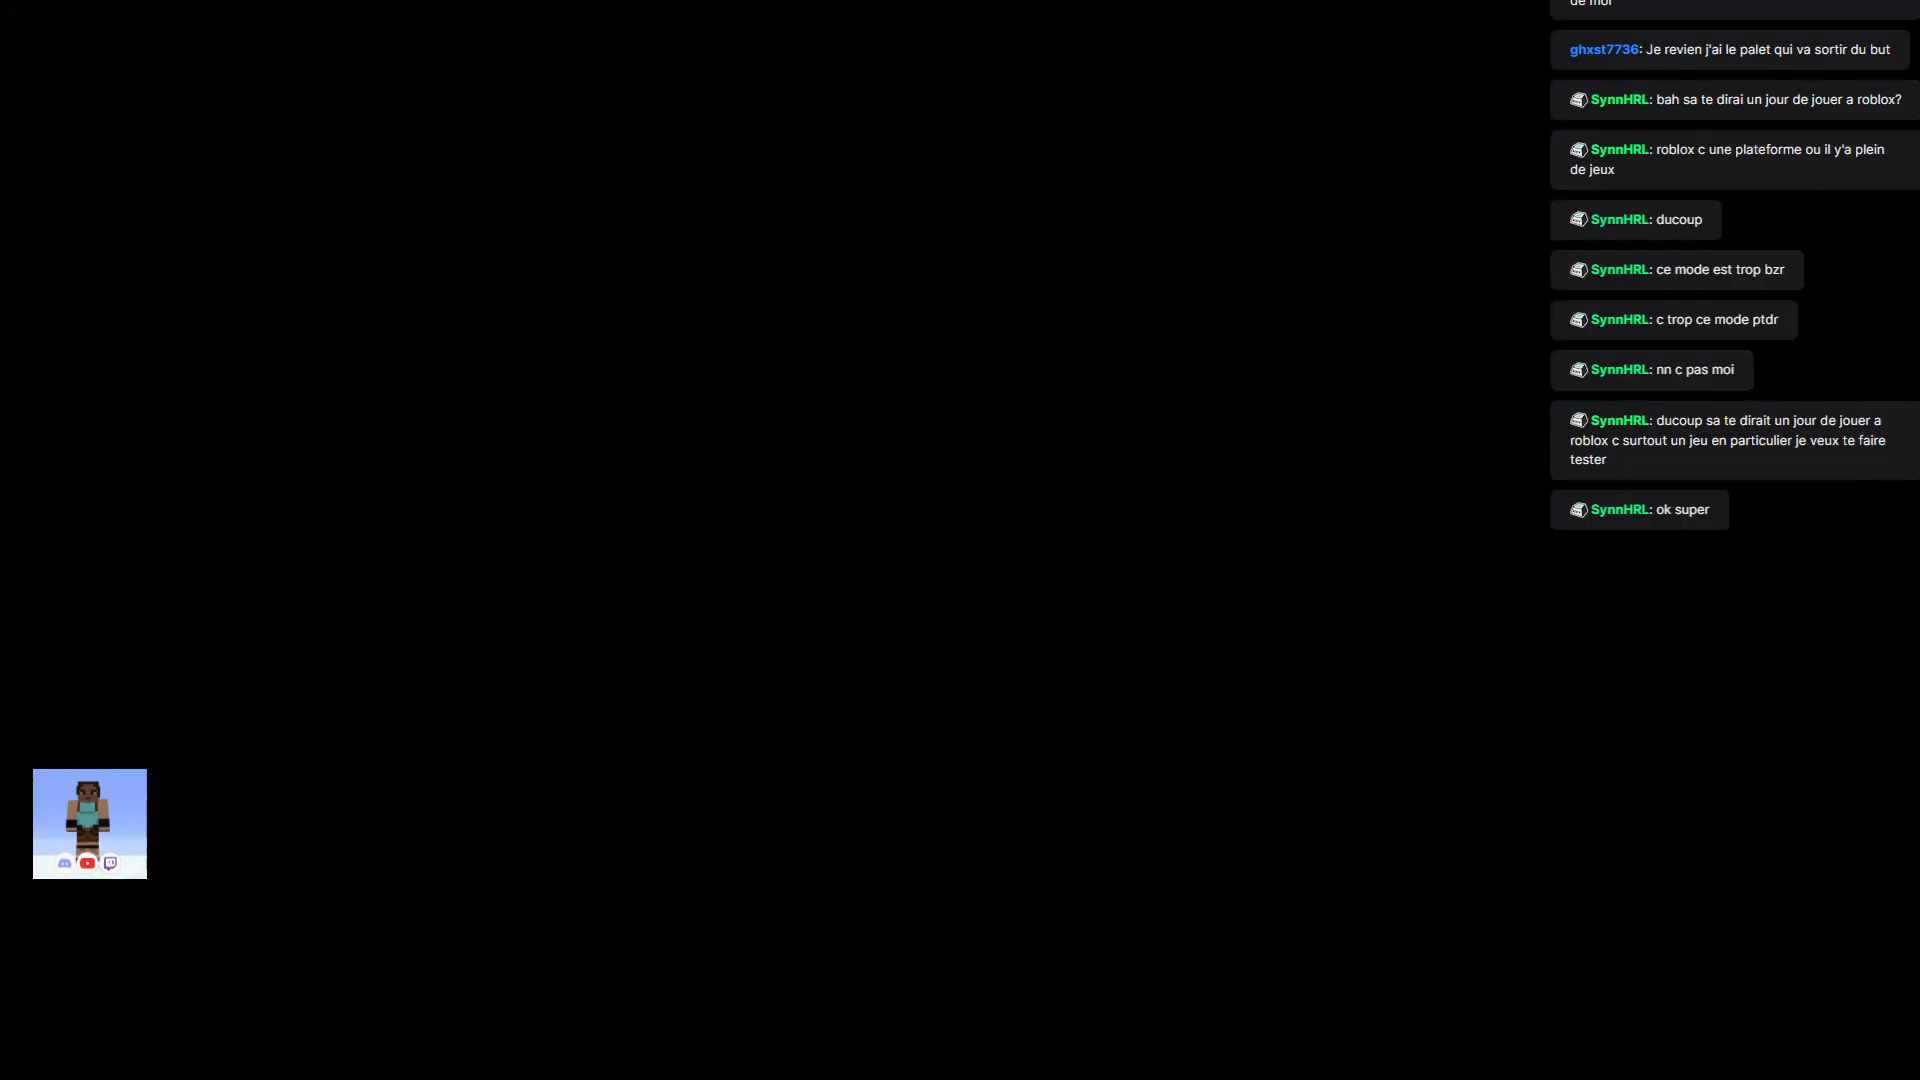 de moi
ghxst7736: Je revien j'ai le palet qui va sortir du but
SynnHRL: bah sa te dirai un jour de jouer a roblox?
SynnHRL: roblox c une plateforme ou il y'a plein
de jeux
SynnHRL: ducoup
SynnHRL: ce mode est trop bzr
SynnHRL: c trop ce mode ptdr
SynnHRL: nn c pas moi
SynnHRL: ducoup sa te dirait un jour de jouer a
roblox c surtout un jeu en particulier je veux te faire
tester
SynnHRL: ok super